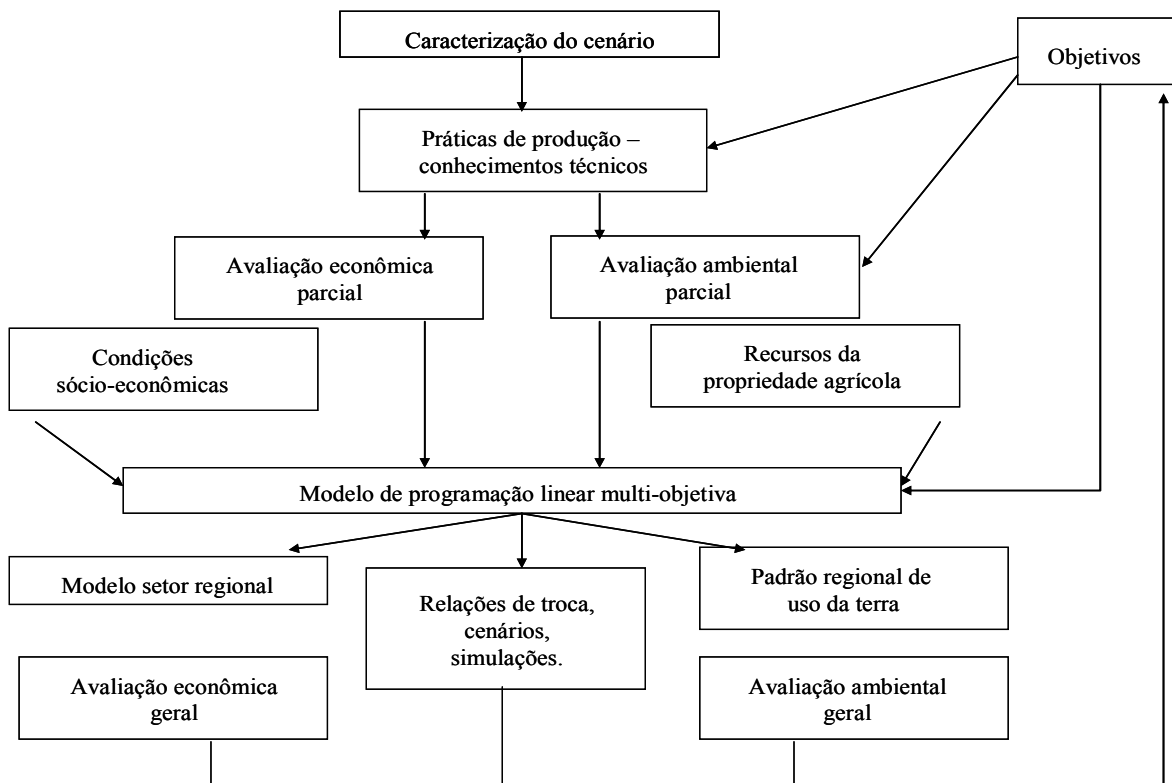 Caracterização do cenário
Objetivos
Práticas de produção –
conhecimentos técnicos
Avaliação econômica
parcial
Avaliação ambiental
parcial
Condições
sócio-econômicas
Recursos da
propriedade agrícola
Modelo de programação linear multi-objetiva
Modelo setor regional
Relações de troca,
cenários,
simulações.
Padrão regional de
uso da terra
Avaliação econômica
geral
Avaliação ambiental
geral